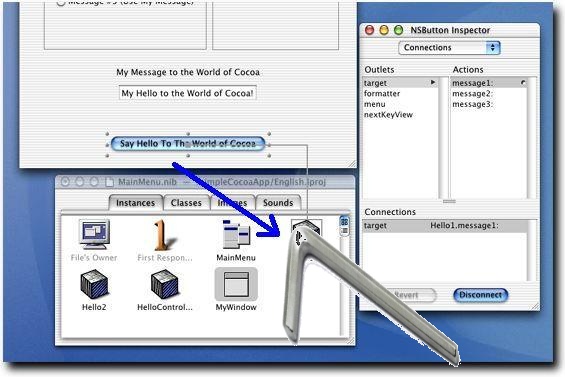 Message #3 (Use My Message)
My Message to the World of Cocoa
My Hello to the World of Cocoa!
Say Hello To The World of Cocoa
MainMenu.nib — SimpleCocoaApp/English.lproj
Instances Classes Images Sounds
File's Owner First Respon... MainMenu
Hello2 HelloControl... MyWindow
NSButton Inspector
Connections
Outlets Actions
target message1:
formatter message2:
menu message3:
nextKeyView
Connections
target Hello1.message1:
Revert Disconnect